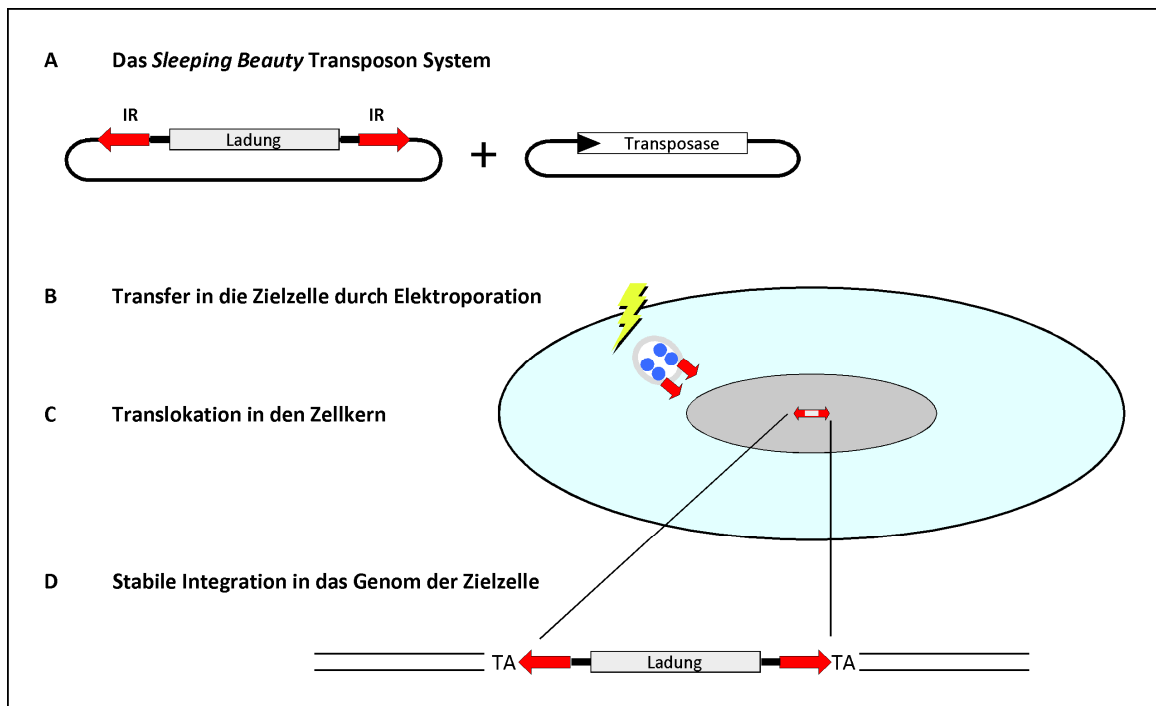 A Das Sleeping Beauty Transposon System
IR IR
Ladung + Transposase
B Transfer in die Zielzelle durch Elektroporation
C Translokation in den Zellkern
D Stabile Integration in das Genom der Zielzelle
TA Ladung TA